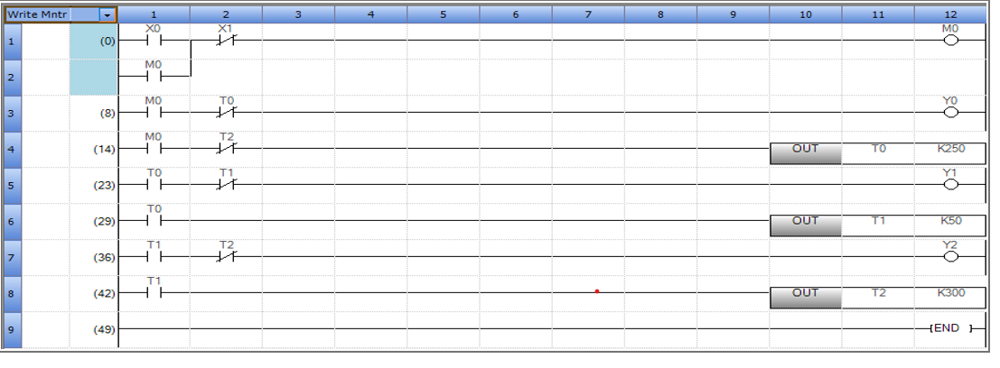 Write Mntr 1 2 3 4 5 6 7 8 9 10 11 12
X0 X1 M0
1 (0)
M0
2
M0 T0 Y0
3 (8)
M0 T2
4 (14) OUT T0 K250
T0 T1 Y1
5 (23)
T0
6 (29) OUT T1 K50
T1 T2 Y2
7 (36)
T1
8 (42) OUT T2 K300
9 (49) END